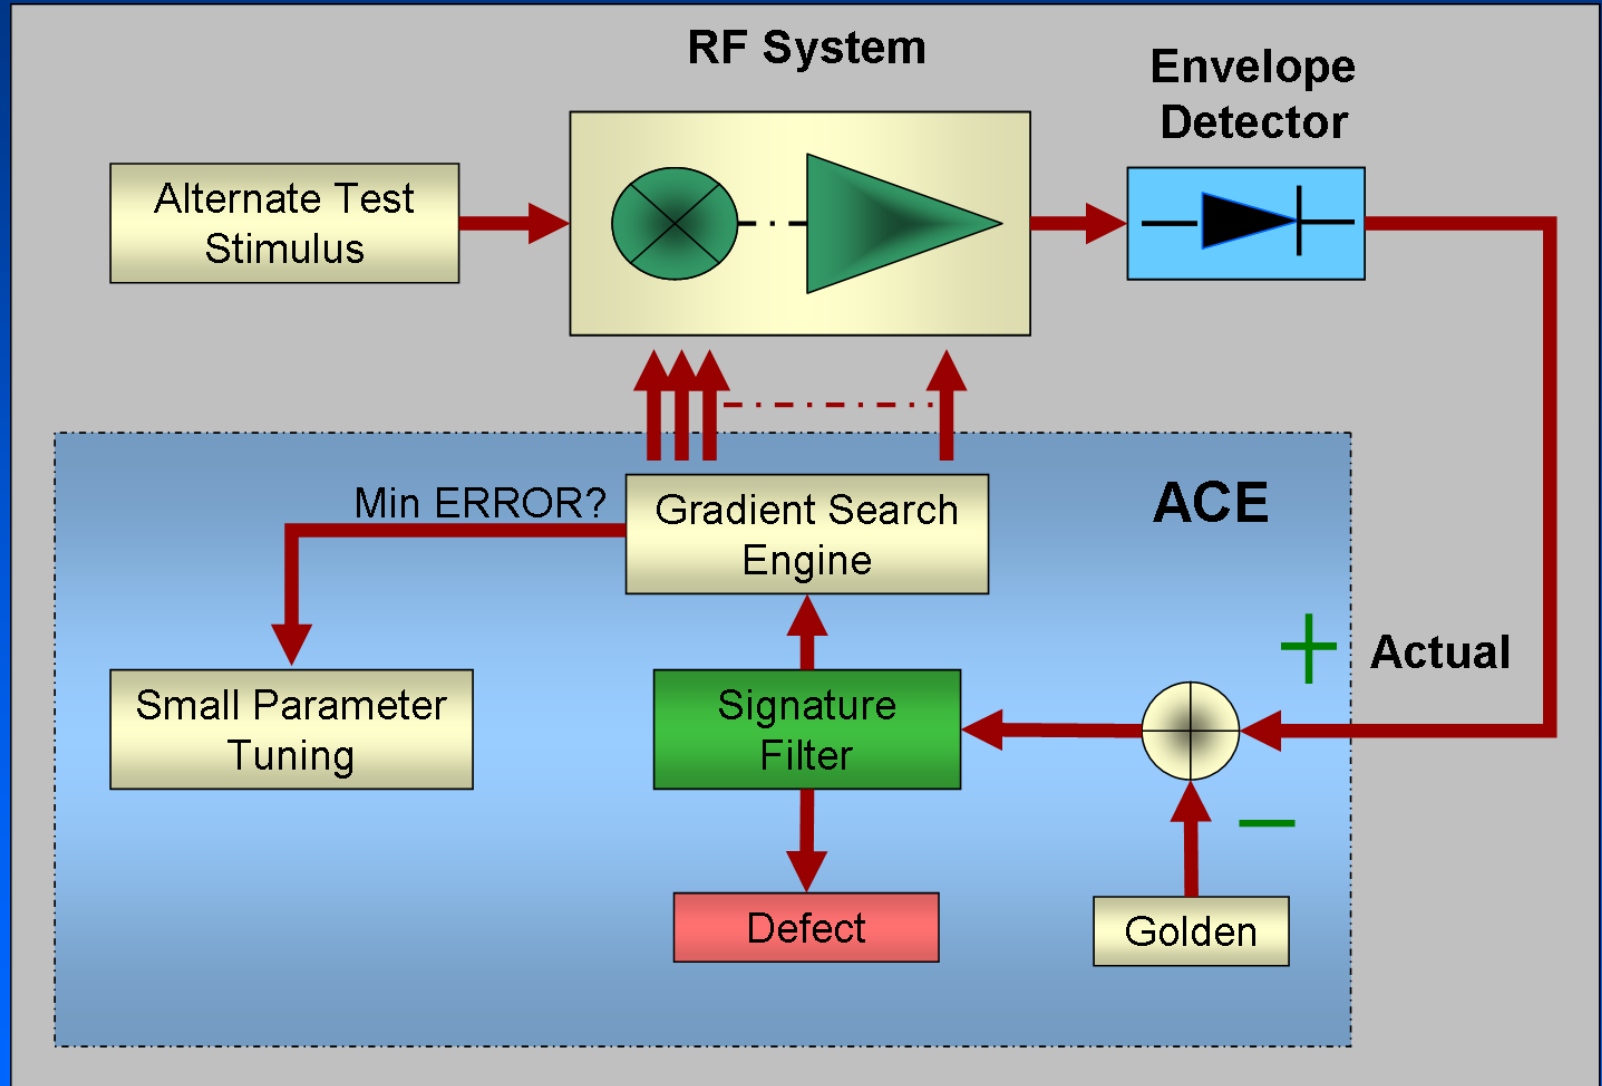 RF System
Envelope
Detector
Alternate Test
Stimulus
Min ERROR?
Gradient Search
Engine
ACE
Small Parameter
Tuning
Signature
Filter
+
Actual
−
Defect
Golden